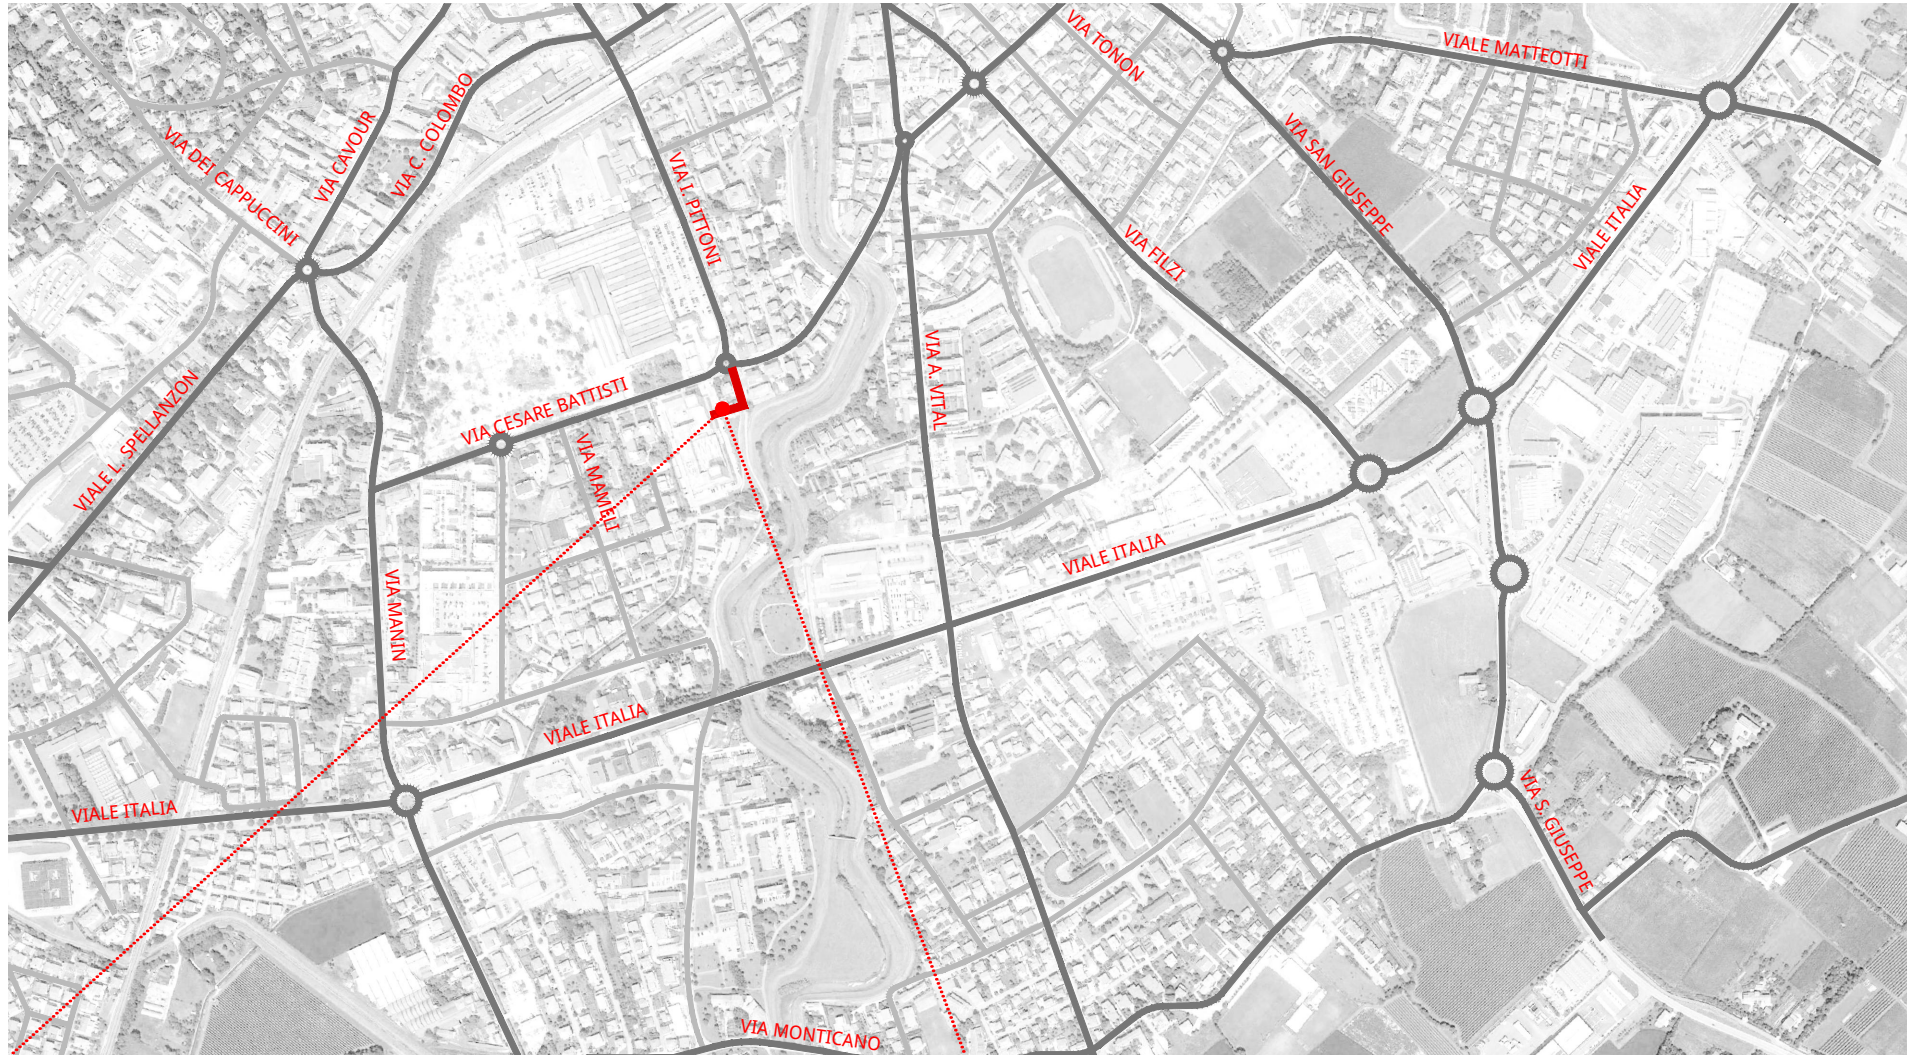 VIA TONON
VIALE MATTEOTTI
VIA CAVOUR
VIA C. COLOMBO
VIA DEI CAPPUCCINI
VIA I. PITTONI
VIA SAN GIUSEPPE
VIALE ITALIA
VIA FILZI
VIALE L. SPELLANZON
VIA CESARE BATTISTI
VIA A. VITAL
VIA MAMELI
VIALE ITALIA
VIA MANIN
VIALE ITALIA
VIALE ITALIA
VIA S. GIUSEPPE
VIA MONTICANO